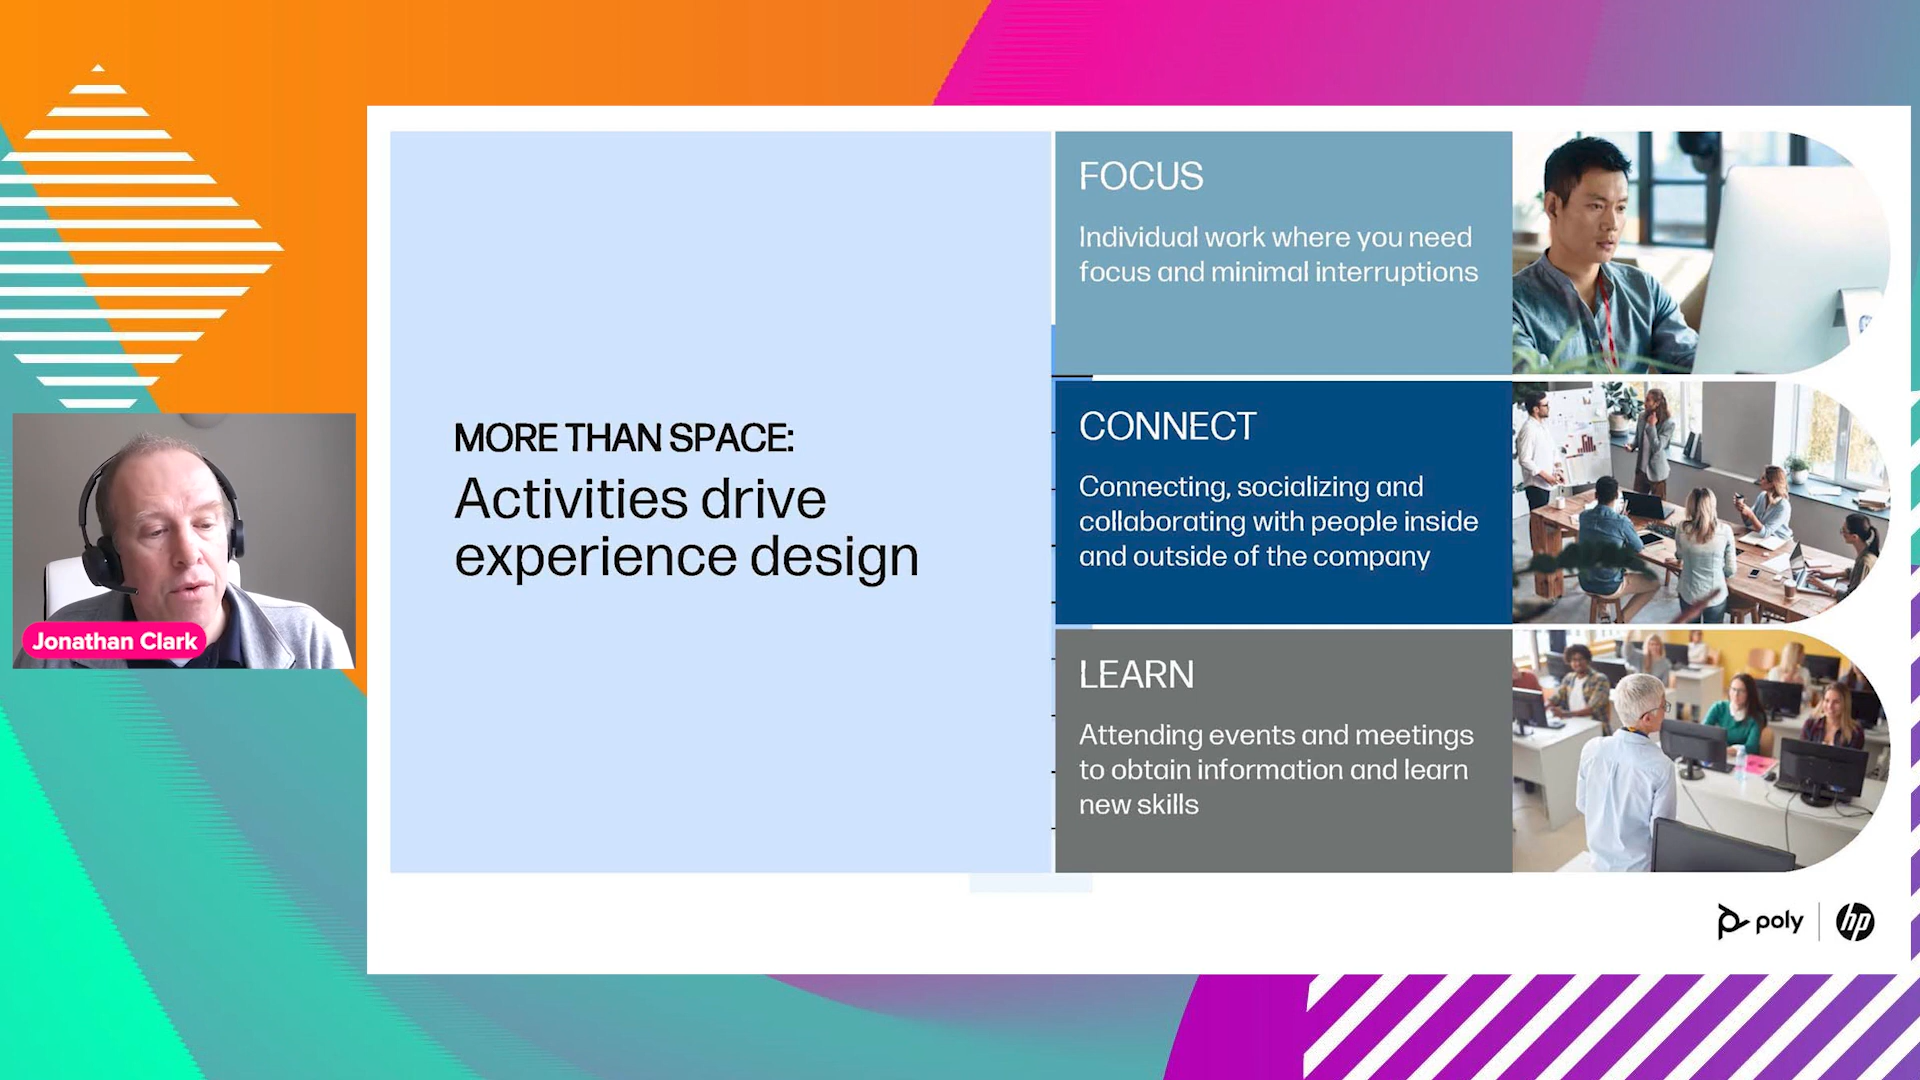 MORE THAN SPACE:
Activities drive
experience design
FOCUS
Individual work where you need
focus and minimal interruptions
CONNECT
Connecting, socializing and
collaborating with people inside
and outside of the company
LEARN
Attending events and meetings
to obtain information and learn
new skills
Jonathan Clark
poly
hp